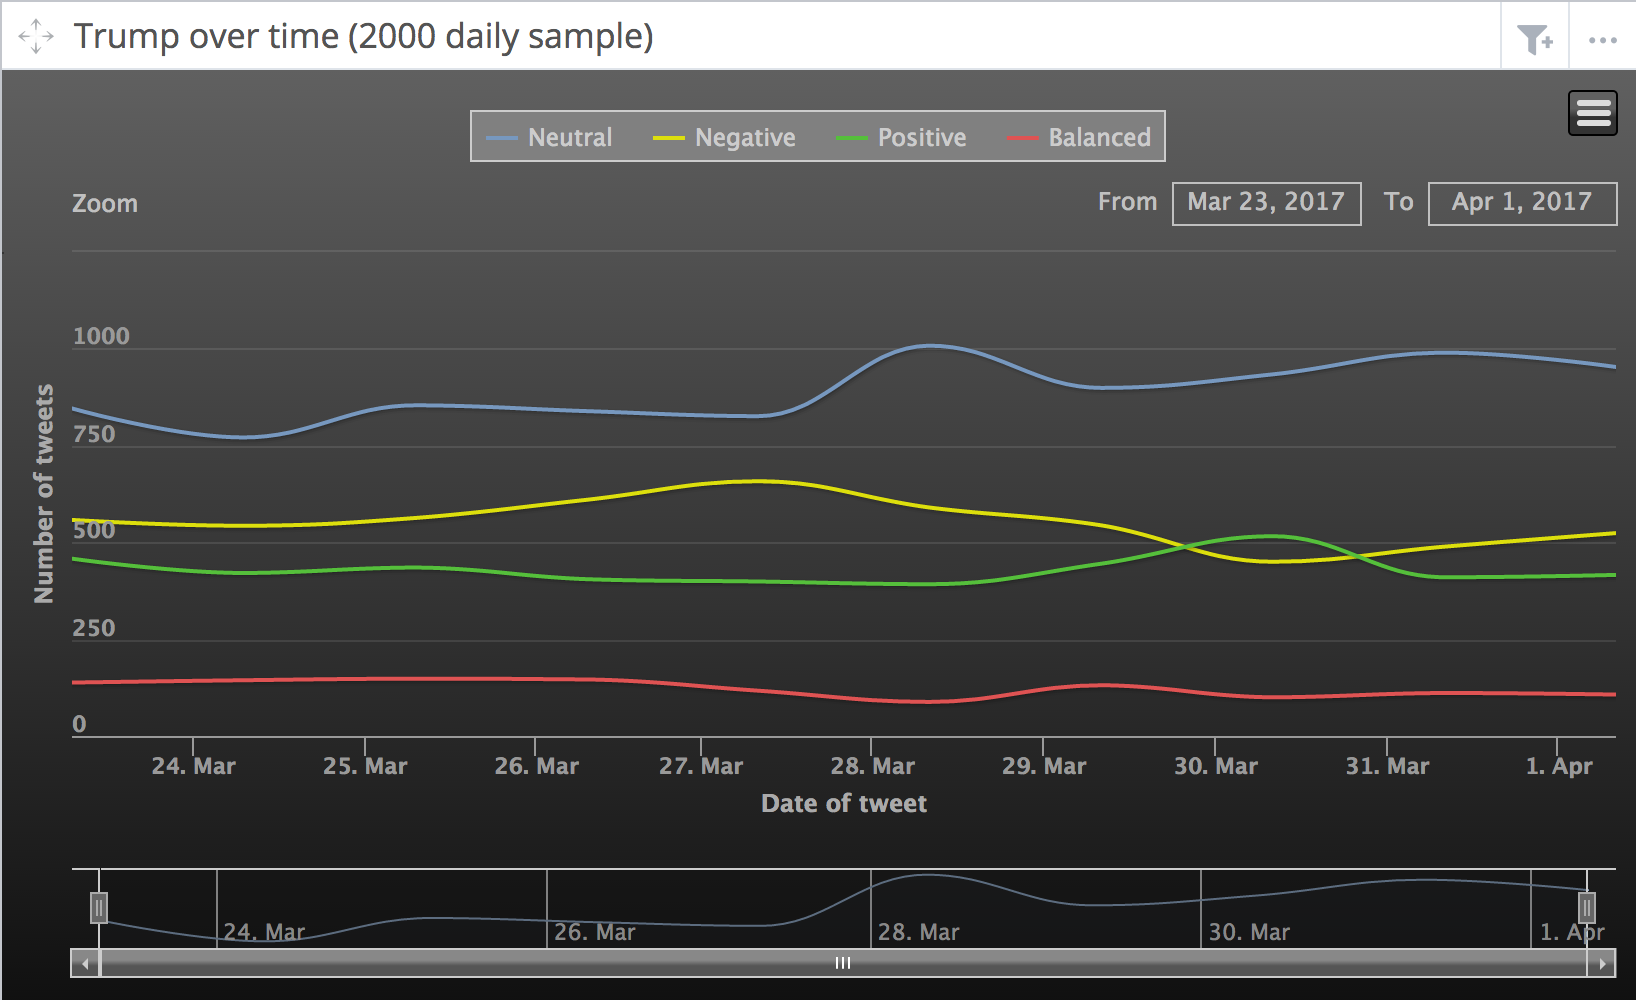 Trump over time (2000 daily sample)
Neutral Negative Positive Balanced
Zoom From Mar 23, 2017 To Apr 1, 2017
1000
750
500
250
0
Number of tweets
24. Mar 25. Mar 26. Mar 27. Mar 28. Mar 29. Mar 30. Mar 31. Mar 1. Apr
Date of tweet
24. Mar 26. Mar 28. Mar 30. Mar 1. Apr